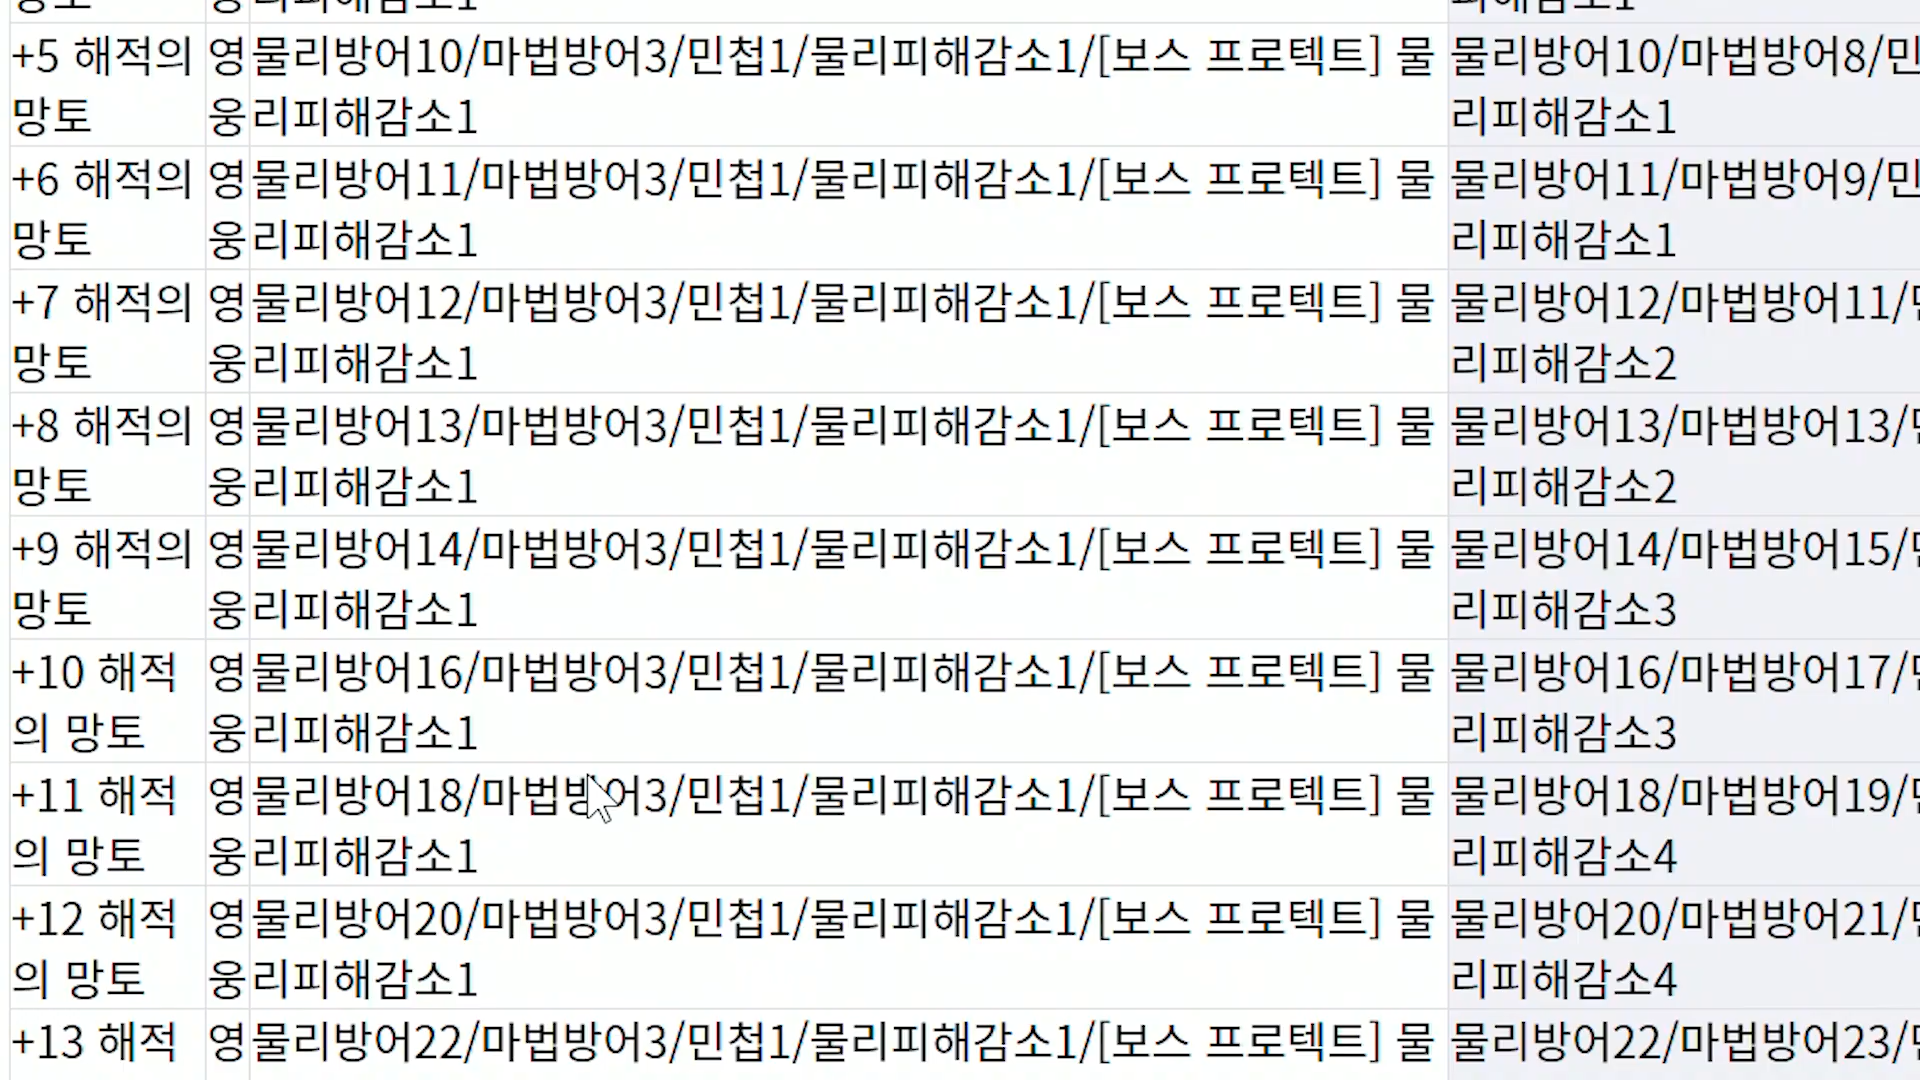 +5 해적의 망토
영웅
물리방어10/마법방어3/민첩1/물리피해감소1/[보스 프로텍트] 물
리피해감소1
물리방어10/마법방어8/
리피해감소1
+6 해적의 망토
영웅
물리방어11/마법방어3/민첩1/물리피해감소1/[보스 프로텍트] 물
리피해감소1
물리방어11/마법방어9/
리피해감소1
+7 해적의 망토
영웅
물리방어12/마법방어3/민첩1/물리피해감소1/[보스 프로텍트] 물
리피해감소1
물리방어12/마법방어11/
리피해감소2
+8 해적의 망토
영웅
물리방어13/마법방어3/민첩1/물리피해감소1/[보스 프로텍트] 물
리피해감소1
물리방어13/마법방어13/
리피해감소2
+9 해적의 망토
영웅
물리방어14/마법방어3/민첩1/물리피해감소1/[보스 프로텍트] 물
리피해감소1
물리방어14/마법방어15/
리피해감소3
+10 해적
의 망토
영웅
물리방어16/마법방어3/민첩1/물리피해감소1/[보스 프로텍트] 물
리피해감소1
물리방어16/마법방어17/
리피해감소3
+11 해적
의 망토
영웅
물리방어18/마법방어3/민첩1/물리피해감소1/[보스 프로텍트] 물
리피해감소1
물리방어18/마법방어19/
리피해감소4
+12 해적
의 망토
영웅
물리방어20/마법방어3/민첩1/물리피해감소1/[보스 프로텍트] 물
리피해감소1
물리방어20/마법방어21/
리피해감소4
+13 해적
영
물리방어22/마법방어3/민첩1/물리피해감소1/[보스 프로텍트] 물
물리방어22/마법방어23/